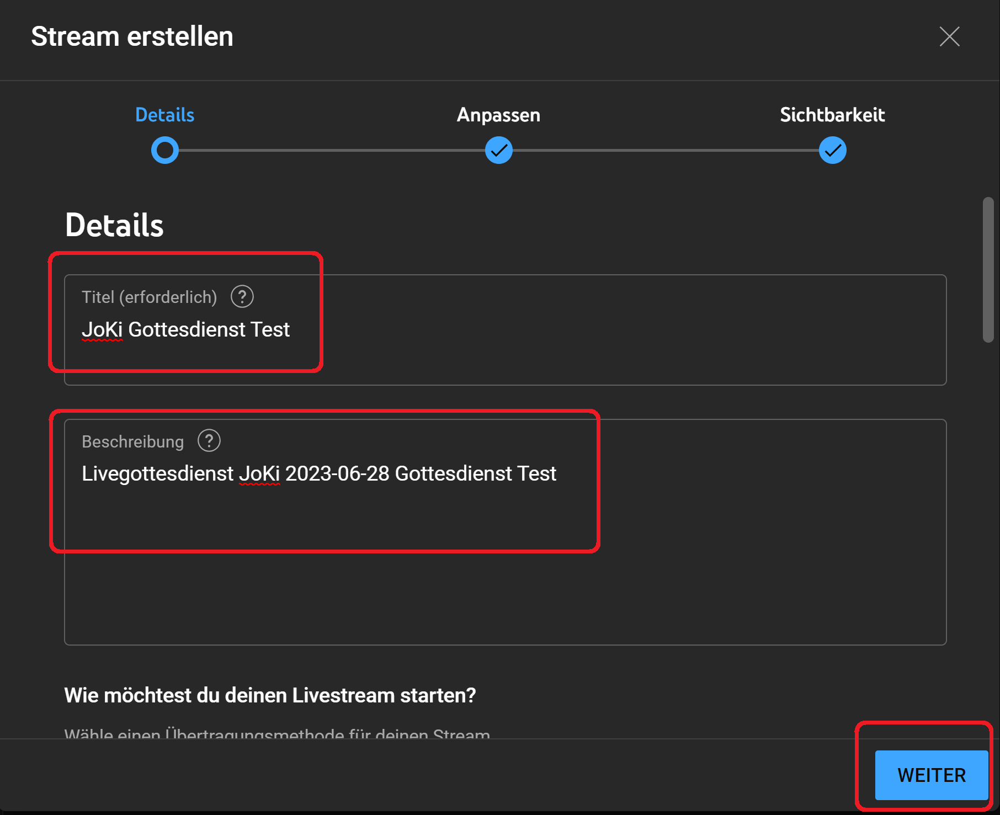 Stream erstellen
Details Anpassen Sichtbarkeit
Details
Titel (erforderlich) ?
JoKi Gottesdienst Test
Beschreibung ?
Livegottesdienst JoKi 2023-06-28 Gottesdienst Test
Wie möchtest du deinen Livestream starten?
Wähle einen Übertragungsmethode für deinen Stream
WEITER